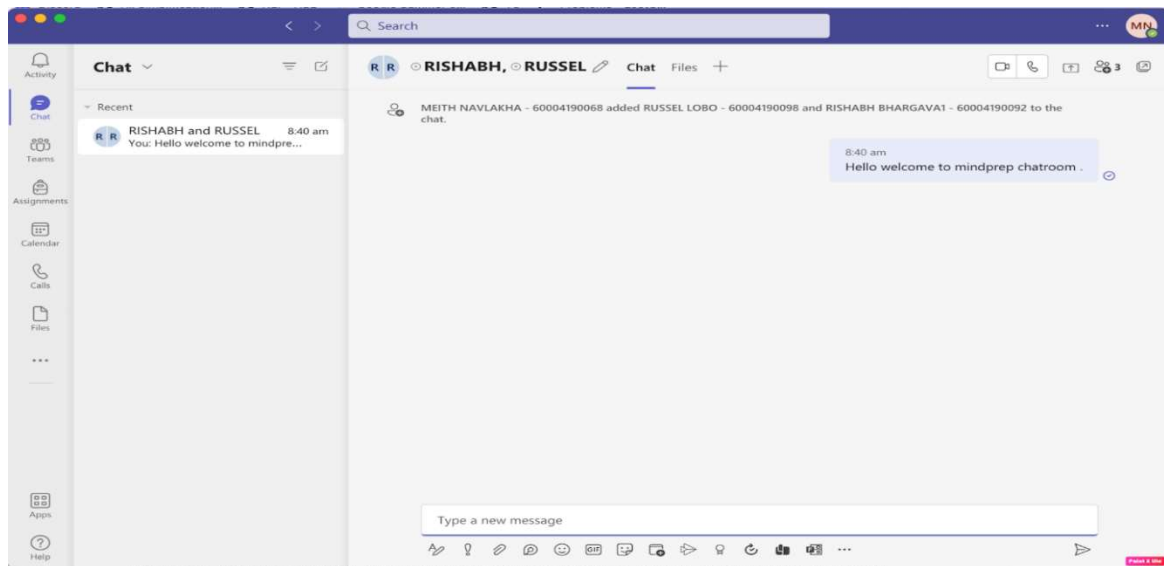 Search
MN
Activity
Chat
Teams
Assignments
Calendar
Calls
Files
Apps
Help
Chat
Recent
R R
RISHABH and RUSSEL 8:40 am
You: Hello welcome to mindpre...
R R RISHABH, RUSSEL Chat Files
3
MEITH NAVLAKHA - 60004190068 added RUSSEL LOBO - 60004190098 and RISHABH BHARGAVA1 - 60004190092 to the
chat.
8:40 am
Hello welcome to mindprep chatroom .
Type a new message
GIF